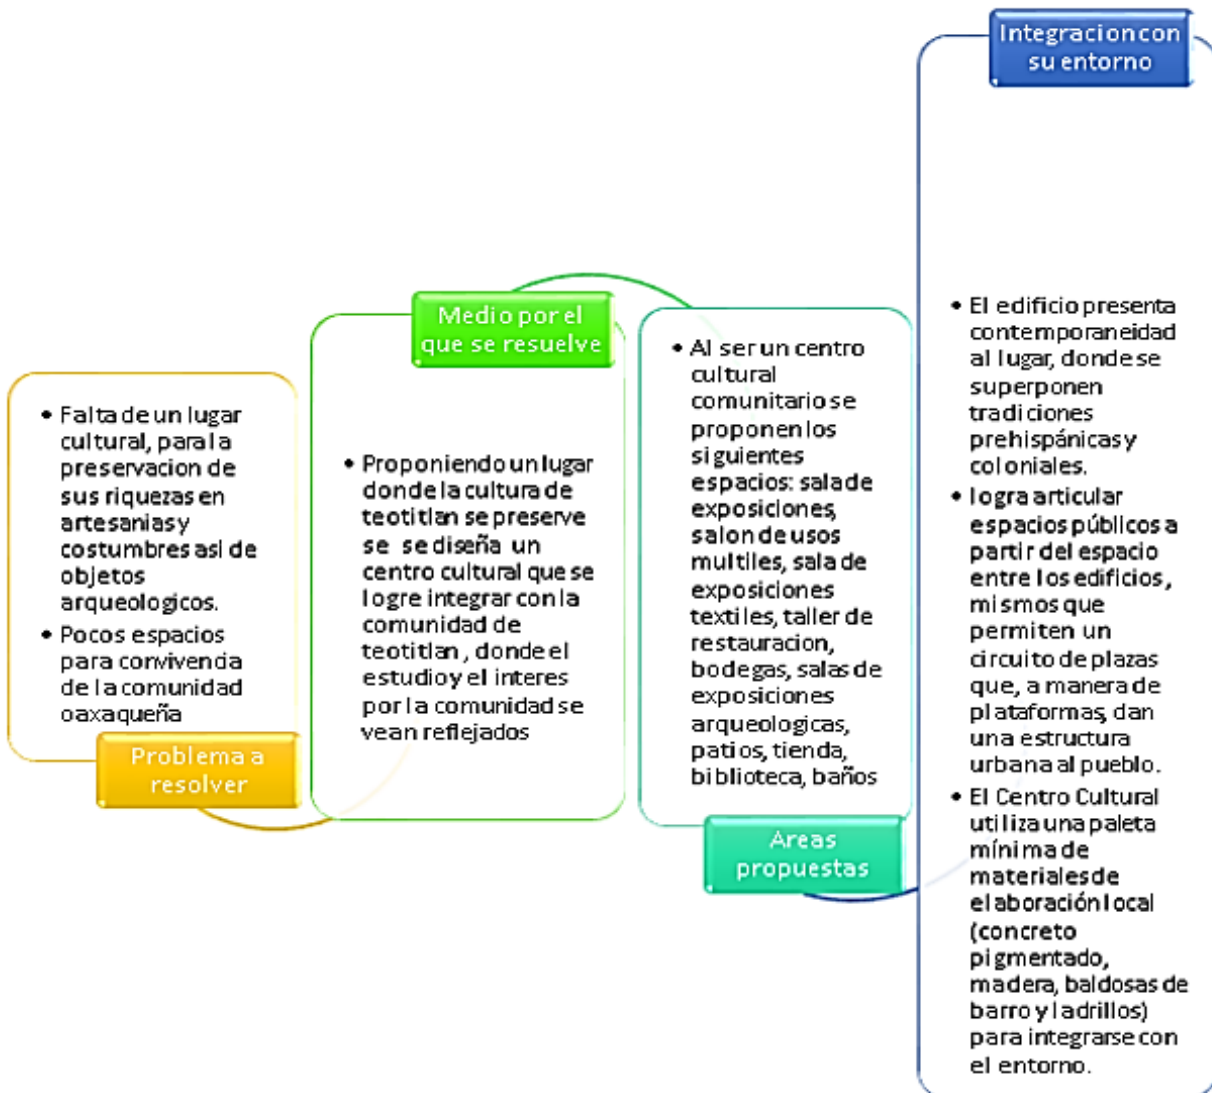 Falta de un lugar
cultural, para la
preservacion de
sus riquezas en
artesanias y
costumbres asi de
objetos
arqueologicos.
Pocos espacios
para convivencia
de la comunidad
oaxaqueña
Problema a
resolver
Medio por el
que se resuelve
Proponiendo un lugar
donde la cultura de
teotitlan se preserve
se se diseña un
centro cultural que se
logre integrar con la
comunidad de
teotitlan , donde el
estudio y el interes
por la comunidad se
vean reflejados
Al ser un centro
cultural
comunitario se
proponen los
siguientes
espacios: sala de
exposiciones,
salon de usos
multiles, sala de
exposiciones
textiles, taller de
restauracion,
bodegas, salas de
exposiciones
arqueologicas,
patios, tienda,
biblioteca, baños
Areas
propuestas
Integracion con
su entorno
El edificio presenta
contemporaneidad
al lugar, donde se
superponen
tradiciones
prehispánicas y
coloniales.
logra articular
espacios públicos a
partir del espacio
entre los edificios,
mismos que
permiten un
circuito de plazas
que, a manera de
plataformas, dan
una estructura
urbana al pueblo.
El Centro Cultural
utiliza una paleta
mínima de
materiales de
elaboración local
(concreto
pigmentado,
madera, baldosas de
barro y ladrillos)
para integrarse con
el entorno.